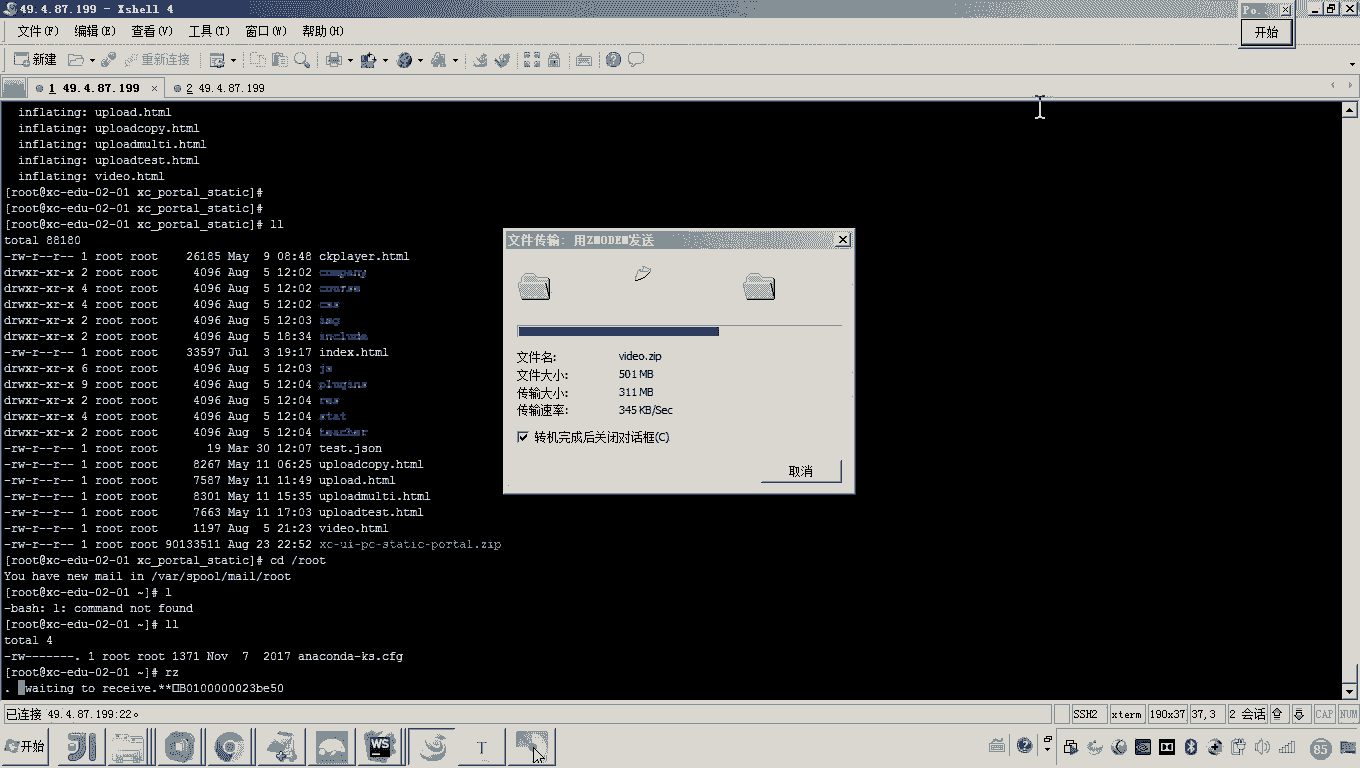 49.4.87.199 - Xshell 4
Po..
开始
文件(F) 编辑(E) 查看(V) 工具(T) 窗口(W) 帮助(H)
新建 重新连接
1 49.4.87.199 × 2 49.4.87.199
inflating: upload.html
inflating: uploadcopy.html
inflating: uploadmulti.html
inflating: uploadtest.html
inflating: video.html
[root@xc-edu-02-01 xc_portal_static]#
[root@xc-edu-02-01 xc_portal_static]#
[root@xc-edu-02-01 xc_portal_static]# ll
total 88180
-rw-r--r-- 1 root root 26185 May 9 08:48 ckplayer.html
drwxr-xr-x 2 root root 4096 Aug 5 12:02 company
drwxr-xr-x 4 root root 4096 Aug 5 12:02 course
drwxr-xr-x 4 root root 4096 Aug 5 12:02 css
drwxr-xr-x 2 root root 4096 Aug 5 12:03 img
drwxr-xr-x 2 root root 4096 Aug 5 18:34 include
-rw-r--r-- 1 root root 33597 Jul 3 19:17 index.html
drwxr-xr-x 6 root root 4096 Aug 5 12:03 js
drwxr-xr-x 9 root root 4096 Aug 5 12:04 plugins
drwxr-xr-x 2 root root 4096 Aug 5 12:04
drwxr-xr-x 4 root root 4096 Aug 5 12:04 stat
drwxr-xr-x 2 root root 4096 Aug 5 12:04 teacher
-rw-r--r-- 1 root root 19 Mar 30 12:07 test.json
-rw-r--r-- 1 root root 8267 May 11 06:25 uploadcopy.html
-rw-r--r-- 1 root root 7587 May 11 11:49 upload.html
-rw-r--r-- 1 root root 8301 May 11 15:35 uploadmulti.html
-rw-r--r-- 1 root root 7663 May 11 17:03 uploadtest.html
-rw-r--r-- 1 root root 1197 Aug 5 21:23 video.html
-rw-r--r-- 1 root root 90133511 Aug 23 22:52 xc-ui-pc-static-portal.zip
[root@xc-edu-02-01 xc_portal_static]# cd /root
You have new mail in /var/spool/mail/root
[root@xc-edu-02-01 ~]# l
-bash: l: command not found
[root@xc-edu-02-01 ~]# ll
total 4
-rw-------. 1 root root 1371 Nov 7 2017 anaconda-ks.cfg
[root@xc-edu-02-01 ~]# rz
. waiting to receive.**B0100000023be50
文件传输: 用ZMODEM发送
文件名: video.zip
文件大小: 501 MB
传输大小: 311 MB
传输速率: 345 KB/Sec
转机完成后关闭对话框(C)
取消
已连接 49.4.87.199:22。 SSH2 xterm 190x37 37,3 2 会话 CAP NUM
开始 WS T 85